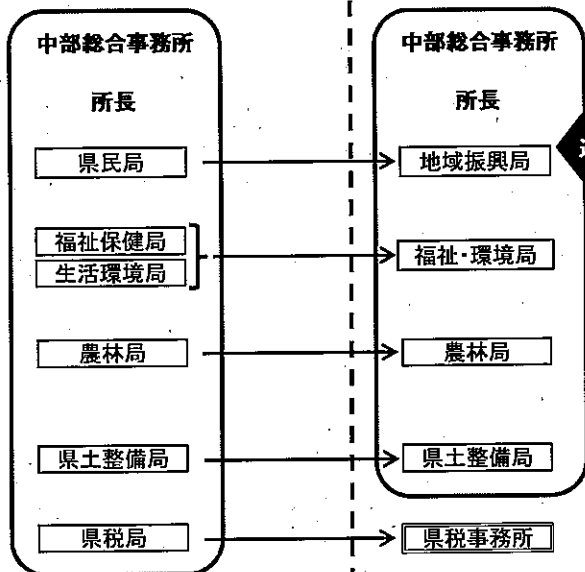 中部総合事務所
所長
県民局
福祉保健局
生活環境局
農林局
県土整備局
県税局
中部総合事務所
所長
地域振興局
福祉・環境局
農林局
県土整備局
県税事務所